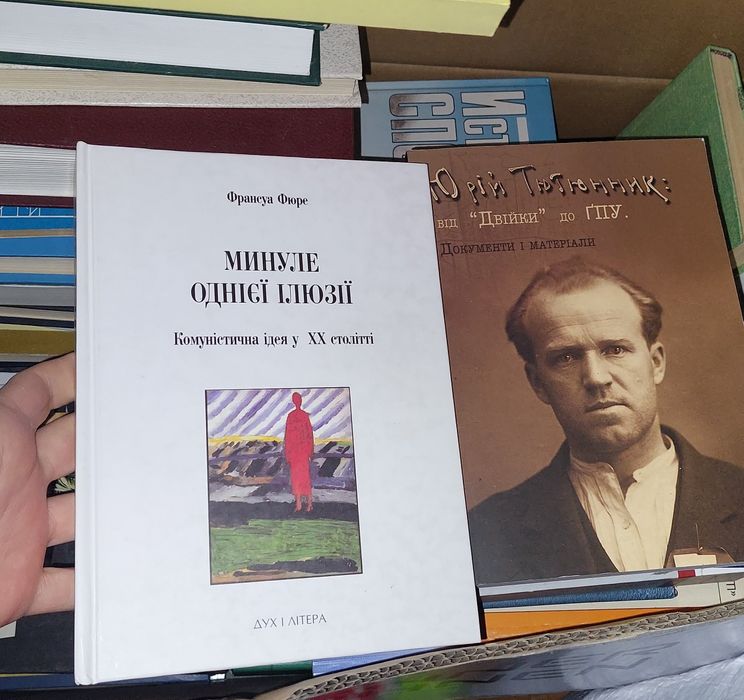 Франсуа Фюре
МИНУЛЕ
ОДНІЄЇ ІЛЮЗІЇ
Комуністична ідея у XX столітті
ДУХ І ЛІТЕРА
Юрій Тютюнник:
від "Двійки" до ҐПУ.
Документи і матеріали